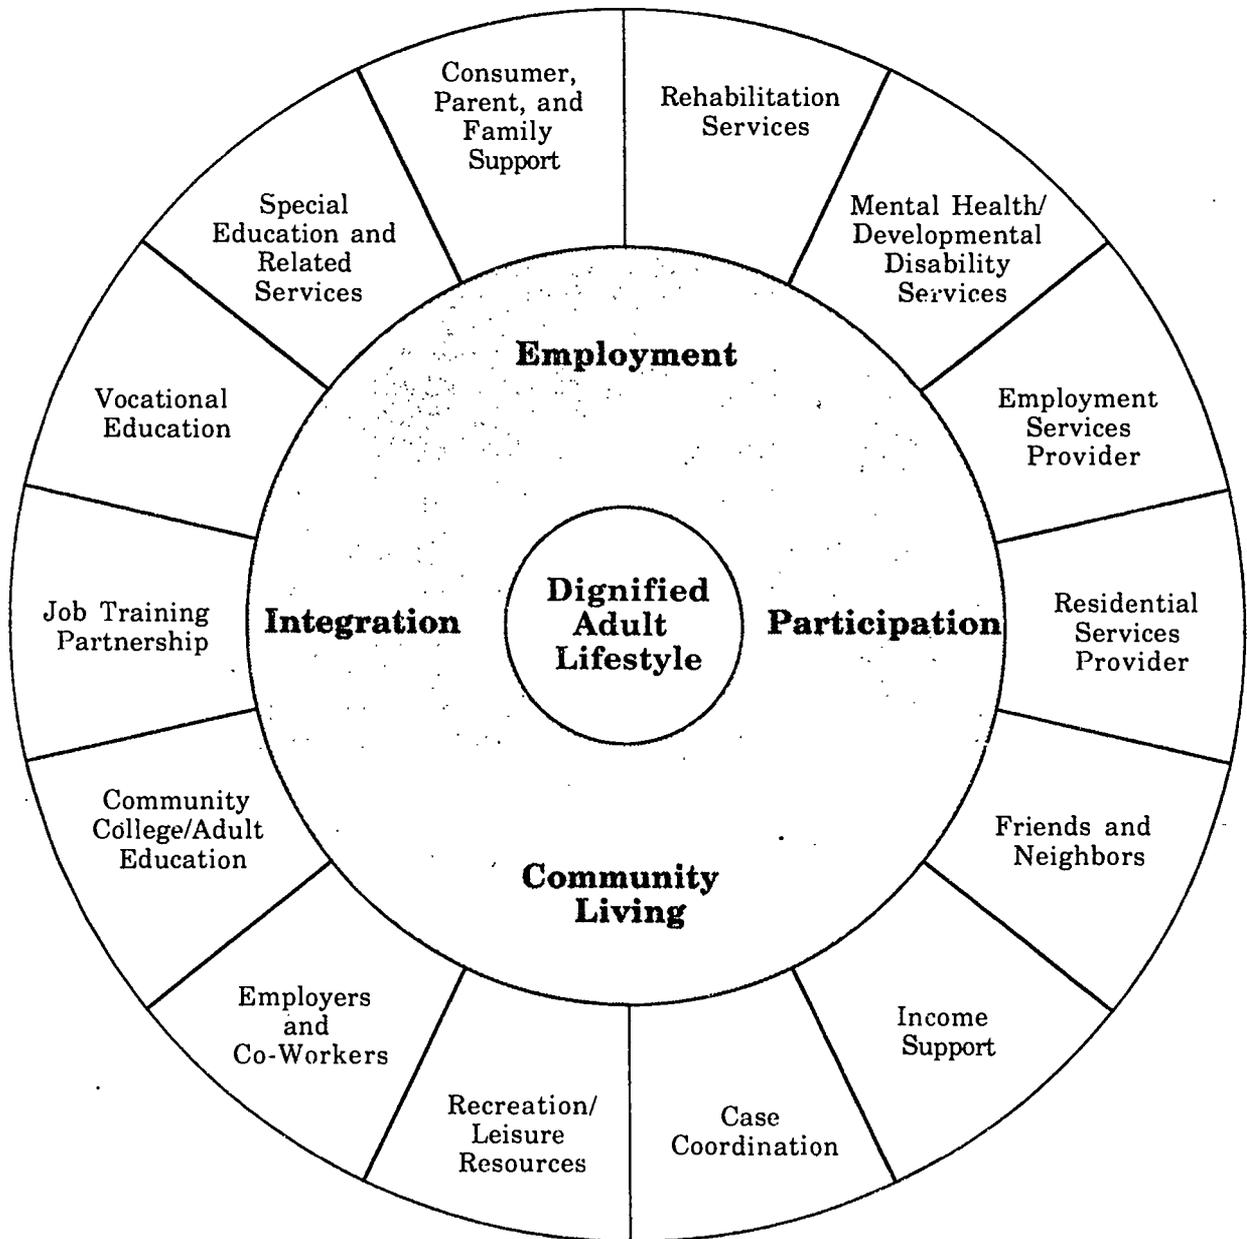 Consumer,
Parent, and
Family
Support
Rehabilitation
Services
Mental Health/
Developmental
Disability
Services
Employment
Services
Provider
Residential
Services
Provider
Friends and
Neighbors
Income
Support
Case
Coordination
Recreation/
Leisure
Resources
Employers
and
Co-Workers
Community
College/Adult
Education
Job Training
Partnership
Vocational
Education
Special
Education and
Related
Services
Employment
Participation
Community
Living
Integration
Dignified
Adult
Lifestyle